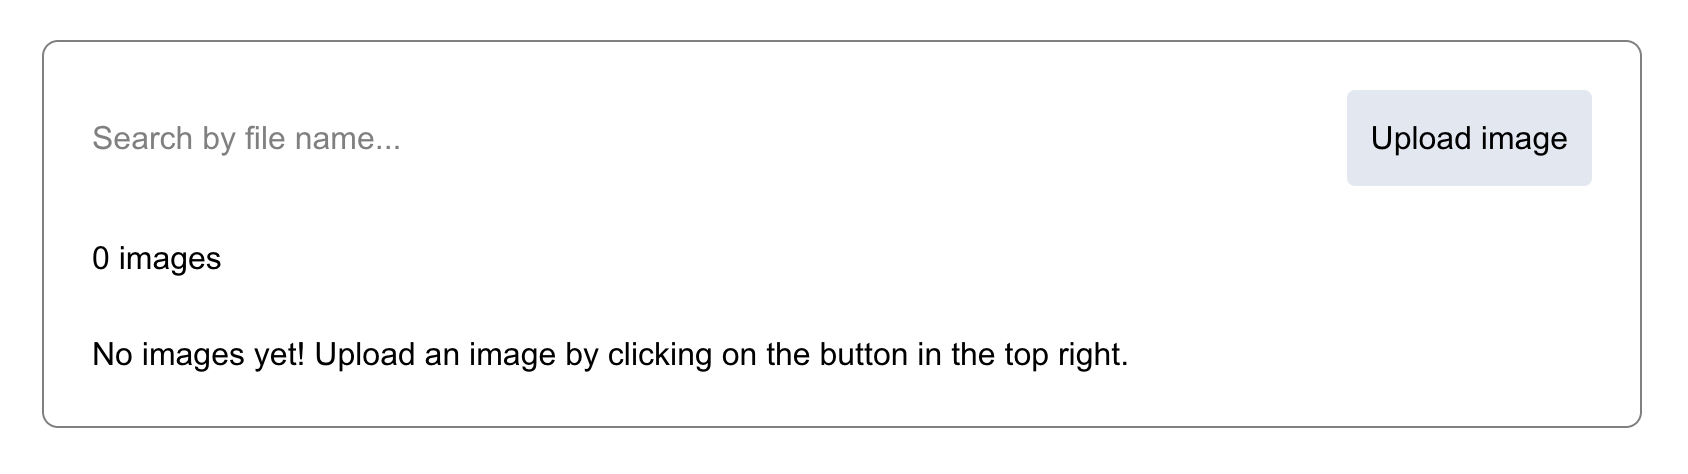 Search by file name...
Upload image
0 images
No images yet! Upload an image by clicking on the button in the top right.